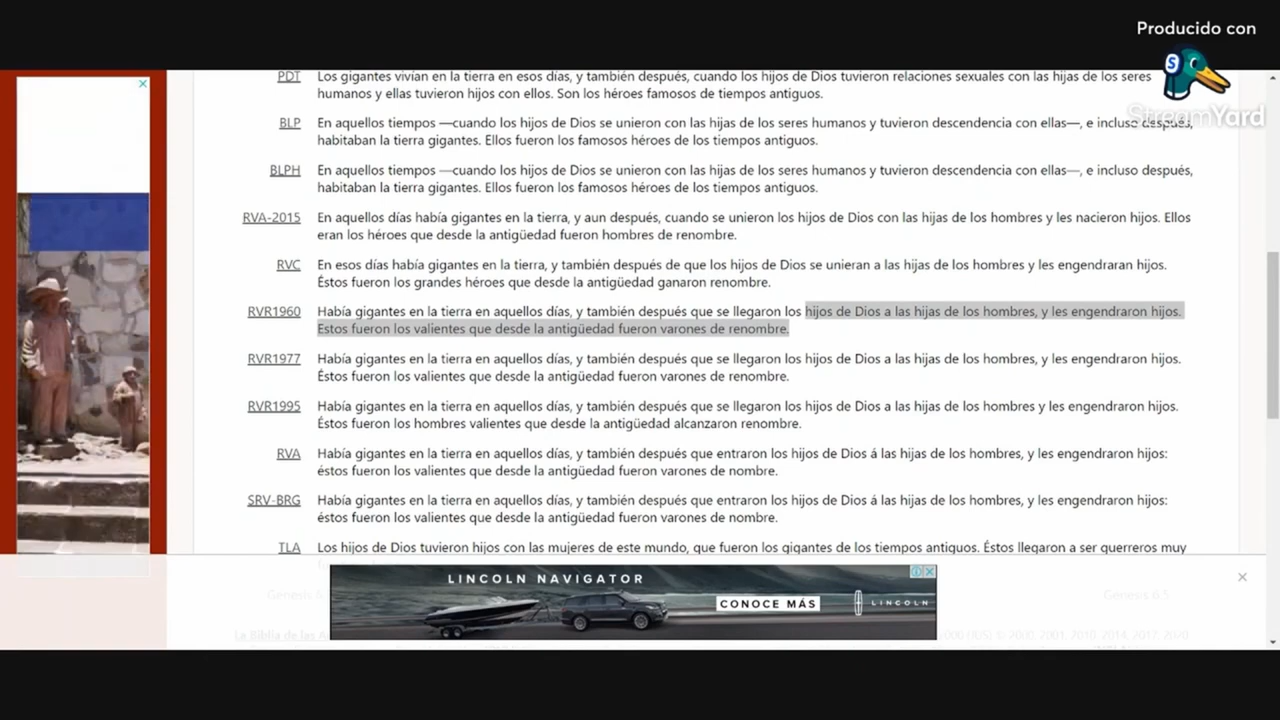 Producido con
StreamYard
PDT Los gigantes vivían en la tierra en esos días, y también después, cuando los hijos de Dios tuvieron relaciones sexuales con las hijas de los seres
humanos y ellas tuvieron hijos con ellos. Son los héroes famosos de tiempos antiguos.
BLP En aquellos tiempos —cuando los hijos de Dios se unieron con las hijas de los seres humanos y tuvieron descendencia con ellas—, e incluso después,
habitaban la tierra gigantes. Ellos fueron los famosos héroes de los tiempos antiguos.
BLPH En aquellos tiempos —cuando los hijos de Dios se unieron con las hijas de los seres humanos y tuvieron descendencia con ellas—, e incluso después,
habitaban la tierra gigantes. Ellos fueron los famosos héroes de los tiempos antiguos.
RVA-2015 En aquellos días había gigantes en la tierra, y aun después, cuando se unieron los hijos de Dios con las hijas de los hombres y les nacieron hijos. Ellos
eran los héroes que desde la antigüedad fueron hombres de renombre.
RVC En esos días había gigantes en la tierra, y también después de que los hijos de Dios se unieran a las hijas de los hombres y les engendraran hijos.
Éstos fueron los grandes héroes que desde la antigüedad ganaron renombre.
RVR1960 Había gigantes en la tierra en aquellos días, y también después que se llegaron los hijos de Dios a las hijas de los hombres, y les engendraron hijos.
Estos fueron los valientes que desde la antigüedad fueron varones de renombre.
RVR1977 Había gigantes en la tierra en aquellos días, y también después que se llegaron los hijos de Dios a las hijas de los hombres, y les engendraron hijos.
Éstos fueron los valientes que desde la antigüedad fueron varones de renombre.
RVR1995 Había gigantes en la tierra en aquellos días, y también después que se llegaron los hijos de Dios a las hijas de los hombres y les engendraron hijos.
Éstos fueron los hombres valientes que desde la antigüedad alcanzaron renombre.
RVA Había gigantes en la tierra en aquellos días, y también después que entraron los hijos de Dios á las hijas de los hombres, y les engendraron hijos:
éstos fueron los valientes que desde la antigüedad fueron varones de nombre.
SRV-BRG Había gigantes en la tierra en aquellos días, y también después que entraron los hijos de Dios á las hijas de los hombres, y les engendraron hijos:
éstos fueron los valientes que desde la antigüedad fueron varones de nombre.
TLA Los hijos de Dios tuvieron hijos con las mujeres de este mundo, que fueron los gigantes de los tiempos antiguos. Éstos llegaron a ser guerreros muy
LINCOLN NAVIGATOR
CONOCE MÁS
LINCOLN
Genesis 6:5
La Biblia de las
© 2000, 2001, 2010, 2014, 2017, 2020